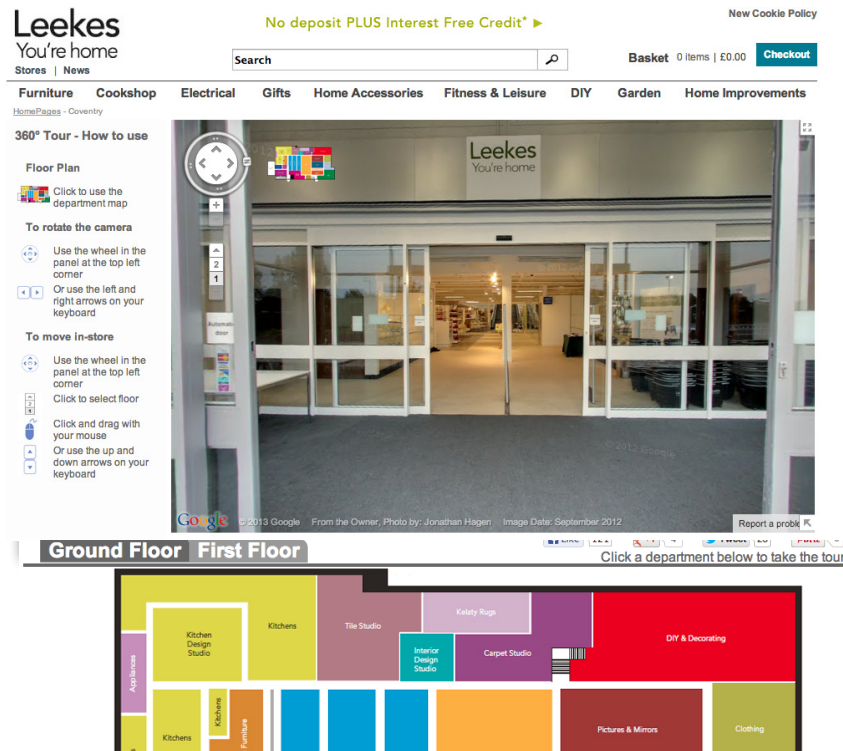 Leekes
You're home
Stores | News
No deposit PLUS Interest Free Credit* ►
New Cookie Policy
Search
Basket 0 items | £0.00 Checkout
Furniture Cookshop Electrical Gifts Home Accessories Fitness & Leisure DIY Garden Home Improvements
HomePages - Coventry
360° Tour - How to use
Floor Plan
Click to use the
department map
To rotate the camera
Use the wheel in the
panel at the top left
corner
Or use the left and
right arrows on your
keyboard
To move in-store
Use the wheel in the
panel at the top left
corner
Click to select floor
Click and drag with
your mouse
Or use the up and
down arrows on your
keyboard
2
1
Leekes
You're home
Automatic
door
© 2013 Google
Google © 2013 Google From the Owner, Photo by: Jonathan Hagen Image Date: September 2012
Report a proble
Ground Floor First Floor
Click a department below to take the tour
Kitchen
Design
Studio
Kitchens
Tile Studio
Kelaty Rugs
Interior
Design
Studio
Carpet Studio
DIY & Decorating
Appliances
Kitchens
Kitchens
Furniture
Pictures & Mirrors
Clothing